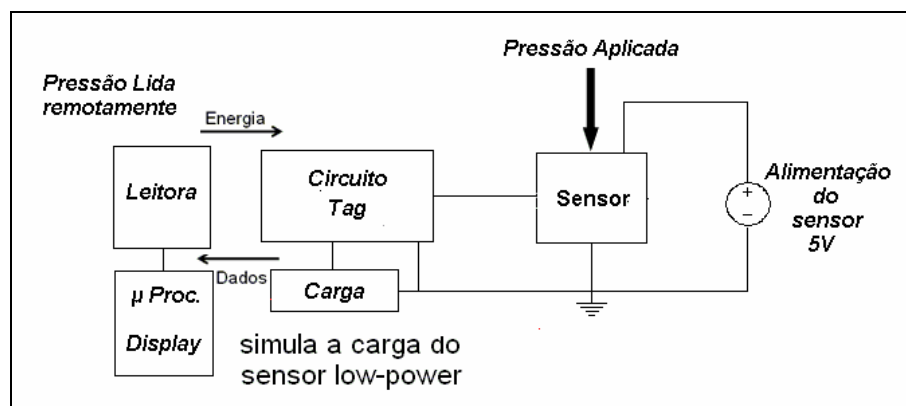 Pressão Aplicada
Pressão Lida
remotamente
Energia
Leitora
Circuito
Tag
Sensor
+
−
Alimentação
do
sensor
5V
Dados
Carga
µ Proc.
Display
simula a carga do
sensor low-power